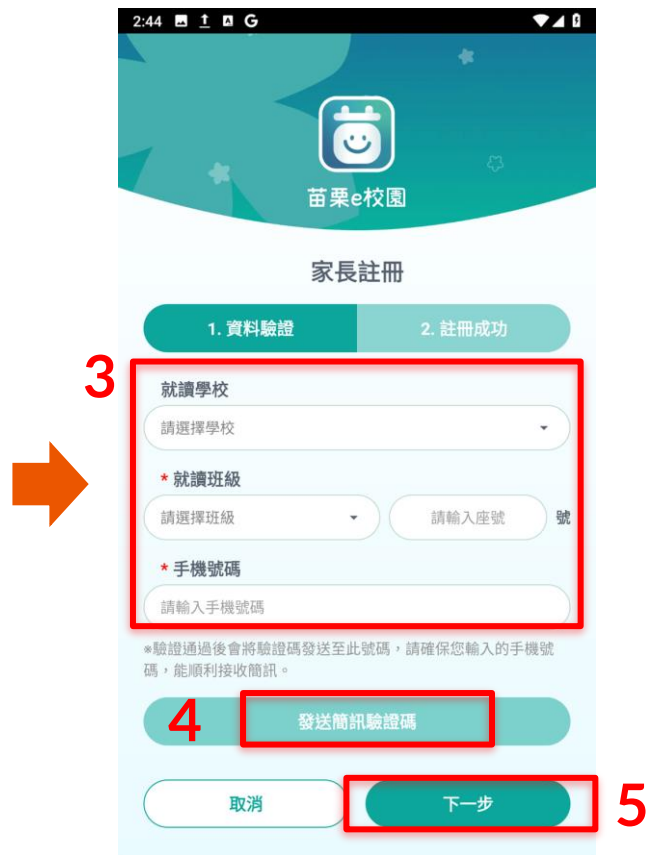 2:44 G
苗栗e校園
家長註冊
1. 資料驗證 2. 註冊成功
3
就讀學校
請選擇學校
* 就讀班級
請選擇班級 請輸入座號 號
* 手機號碼
請輸入手機號碼
※驗證通過後會將驗證碼發送至此號碼，請確保您輸入的手機號
碼，能順利接收簡訊。
4 發送簡訊驗證碼
取消 下一步 5